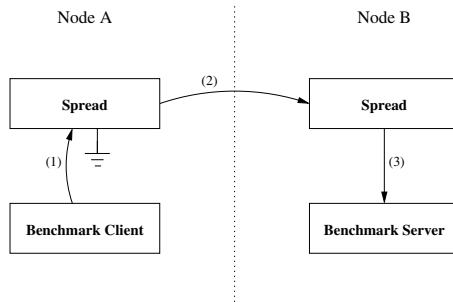 Node A
Node B
(2)
Spread
Spread
(1)
(3)
Benchmark Client
Benchmark Server